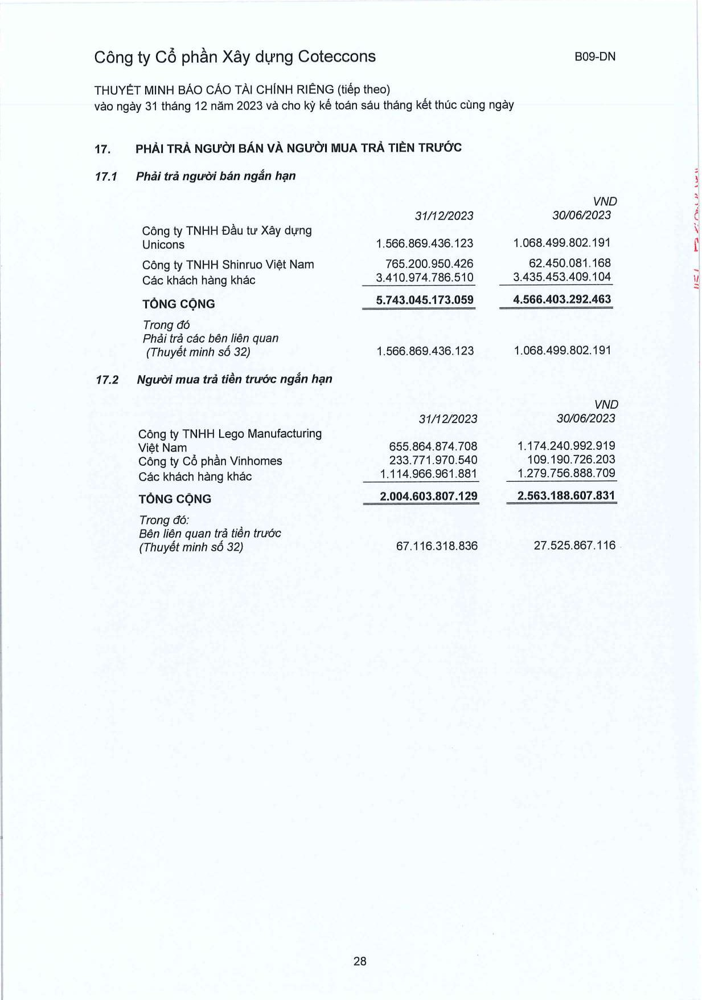 Công ty Cổ phần Xây dựng Coteccons B09-DN
THUYẾT MINH BÁO CÁO TÀI CHÍNH RIÊNG (tiếp theo)
vào ngày 31 tháng 12 năm 2023 và cho kỳ kế toán sáu tháng kết thúc cùng ngày
17. PHẢI TRẢ NGƯỜI BÁN VÀ NGƯỜI MUA TRẢ TIỀN TRƯỚC
17.1 Phải trả người bán ngắn hạn
VND
31/12/2023 30/06/2023
Công ty TNHH Đầu tư Xây dựng
Unicons 1.566.869.436.123 1.068.499.802.191
Công ty TNHH Shinruo Việt Nam 765.200.950.426 62.450.081.168
Các khách hàng khác 3.410.974.786.510 3.435.453.409.104
TỔNG CỘNG 5.743.045.173.059 4.566.403.292.463
Trong đó
Phải trả các bên liên quan
(Thuyết minh số 32) 1.566.869.436.123 1.068.499.802.191
17.2 Người mua trả tiền trước ngắn hạn
VND
31/12/2023 30/06/2023
Công ty TNHH Lego Manufacturing
Việt Nam 655.864.874.708 1.174.240.992.919
Công ty Cổ phần Vinhomes 233.771.970.540 109.190.726.203
Các khách hàng khác 1.114.966.961.881 1.279.756.888.709
TỔNG CỘNG 2.004.603.807.129 2.563.188.607.831
Trong đó:
Bên liên quan trả tiền trước
(Thuyết minh số 32) 67.116.318.836 27.525.867.116
28